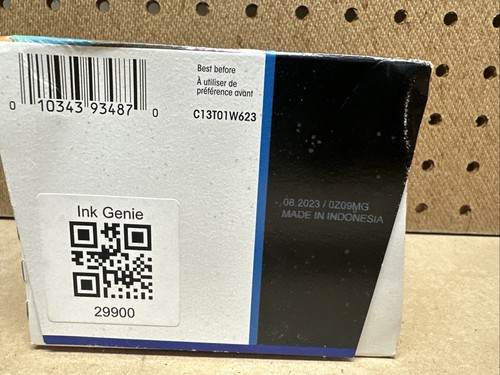 0 10343 93487 0
Best before
À utiliser de
préférence avant
C13T01W623
08.2023 / 0Z09MG
MADE IN INDONESIA
Ink Genie
29900